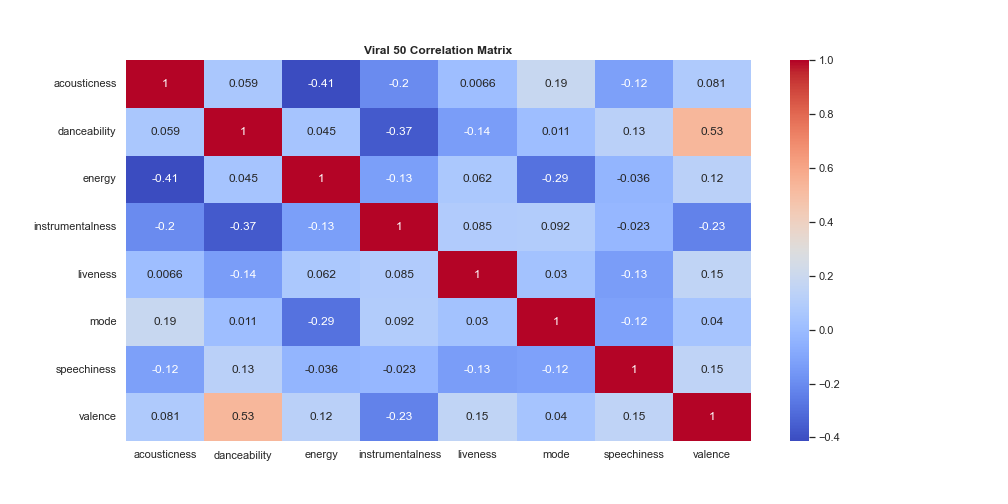 Viral 50 Correlation Matrix
acousticness 1 0.059 -0.41 -0.2 0.0066 0.19 -0.12 0.081
danceability 0.059 1 0.045 -0.37 -0.14 0.011 0.13 0.53
energy -0.41 0.045 1 -0.13 0.062 -0.29 -0.036 0.12
instrumentalness -0.2 -0.37 -0.13 1 0.085 0.092 -0.023 -0.23
liveness 0.0066 -0.14 0.062 0.085 1 0.03 -0.13 0.15
mode 0.19 0.011 -0.29 0.092 0.03 1 -0.12 0.04
speechiness -0.12 0.13 -0.036 -0.023 -0.13 -0.12 1 0.15
valence 0.081 0.53 0.12 -0.23 0.15 0.04 0.15 1
acousticness danceability energy instrumentalness liveness mode speechiness valence
1.0
0.8
0.6
0.4
0.2
0.0
−0.2
−0.4